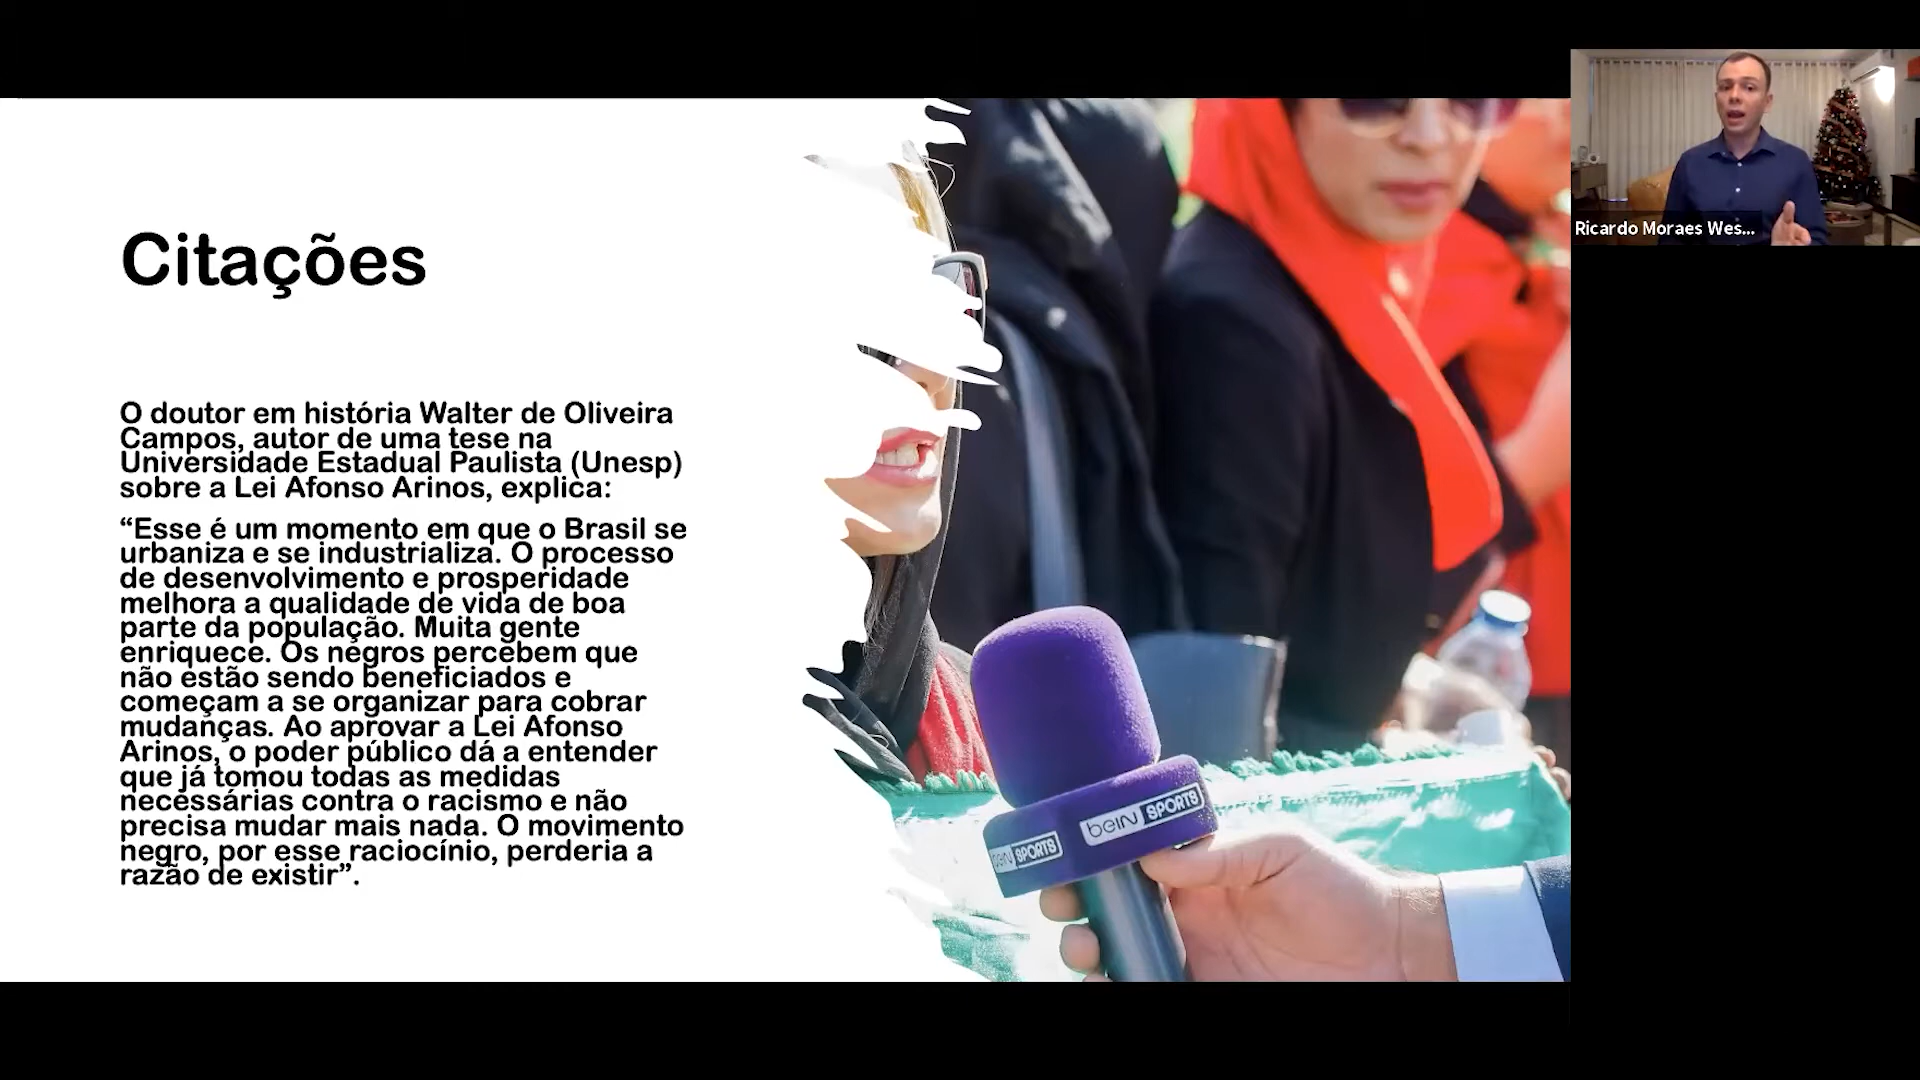 Citações
O doutor em história Walter de Oliveira
Campos, autor de uma tese na
Universidade Estadual Paulista (Unesp)
sobre a Lei Afonso Arinos, explica:
“Esse é um momento em que o Brasil se
urbaniza e se industrializa. O processo
de desenvolvimento e prosperidade
melhora a qualidade de vida de boa
parte da população. Muita gente
enriquece. Os negros percebem que
não estão sendo beneficiados e
começam a se organizar para cobrar
mudanças. Ao aprovar a Lei Afonso
Arinos, o poder público dá a entender
que já tomou todas as medidas
necessárias contra o racismo e não
precisa mudar mais nada. O movimento
negro, por esse raciocínio, perderia a
razão de existir”.
beIN SPORTS
beIN SPORTS
Ricardo Moraes Wes...